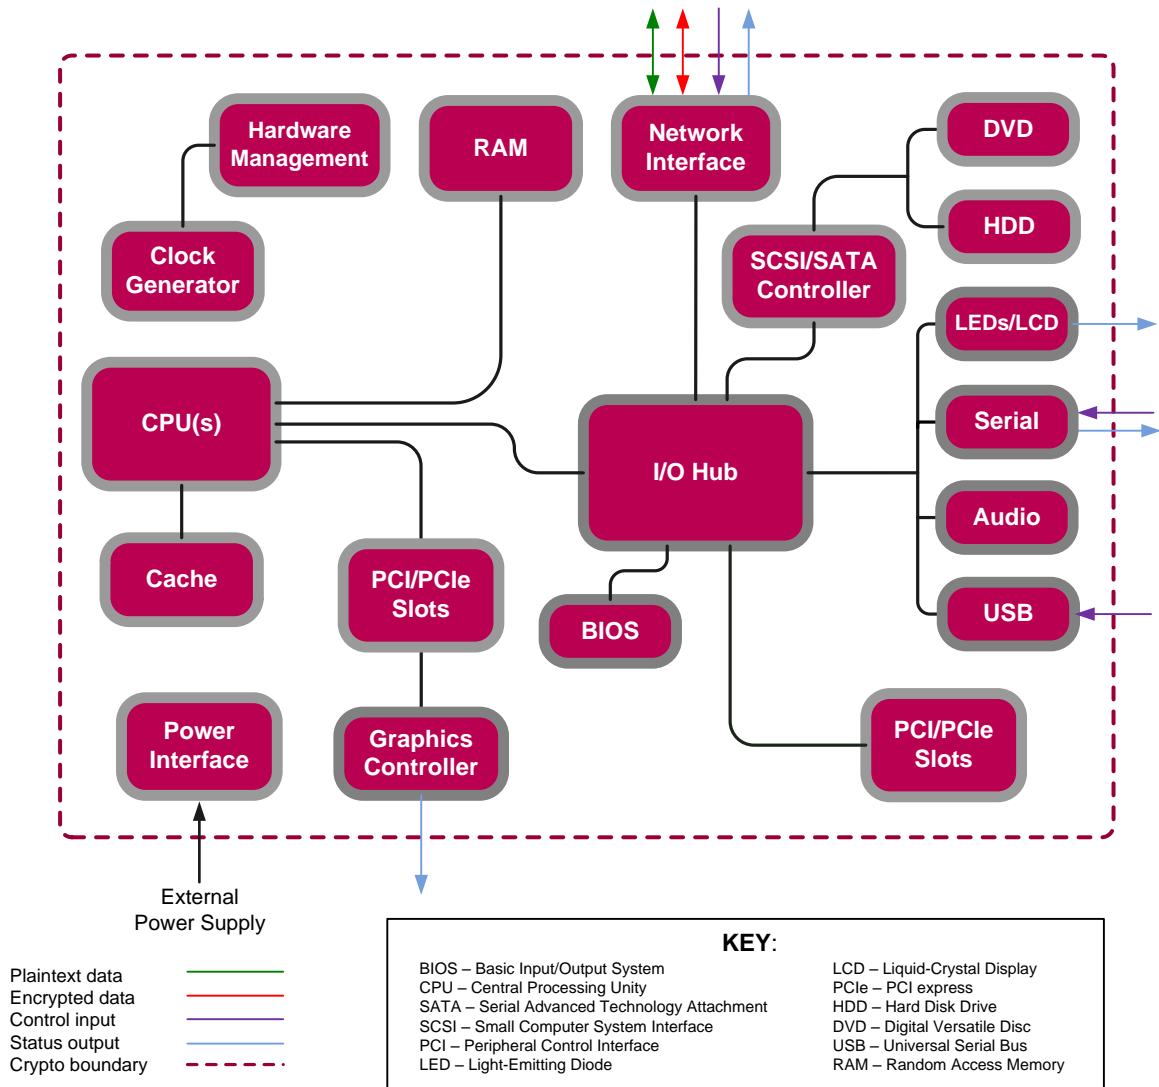 Hardware
Management
RAM
Network
Interface
DVD
HDD
Clock
Generator
SCSI/SATA
Controller
LEDs/LCD
CPU(s)
Serial
I/O Hub
Audio
Cache
PCI/PCIe
Slots
BIOS
USB
Power
Interface
Graphics
Controller
PCI/PCIe
Slots
External
Power Supply
Plaintext data
Encrypted data
Control input
Status output
Crypto boundary
KEY:
BIOS – Basic Input/Output System
CPU – Central Processing Unity
SATA – Serial Advanced Technology Attachment
SCSI – Small Computer System Interface
PCI – Peripheral Control Interface
LED – Light-Emitting Diode
LCD – Liquid-Crystal Display
PCIe – PCI express
HDD – Hard Disk Drive
DVD – Digital Versatile Disc
USB – Universal Serial Bus
RAM – Random Access Memory